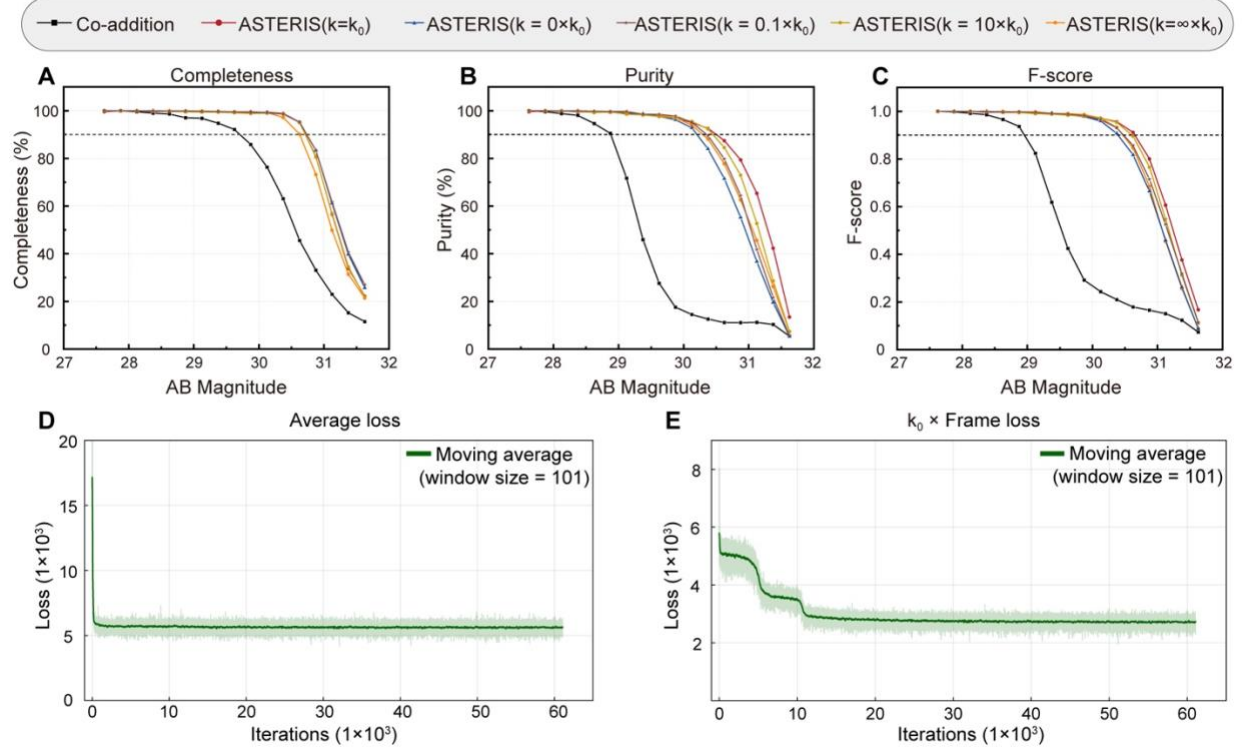 Co-addition ASTERIS(k=k₀) ASTERIS(k = 0×k₀) ASTERIS(k = 0.1×k₀) ASTERIS(k = 10×k₀) ASTERIS(k=∞×k₀)
A Completeness
Completeness (%)
100
80
60
40
20
0
27 28 29 30 31 32
AB Magnitude
B Purity
Purity (%)
100
80
60
40
20
0
27 28 29 30 31 32
AB Magnitude
C F-score
F-score
1.0
0.8
0.6
0.4
0.2
0
27 28 29 30 31 32
AB Magnitude
D Average loss
Loss (1×10³)
20
15
10
5
0
Moving average
(window size = 101)
0 10 20 30 40 50 60
Iterations (1×10³)
E k₀ × Frame loss
Loss (1×10³)
8
6
4
2
Moving average
(window size = 101)
0 10 20 30 40 50 60
Iterations (1×10³)